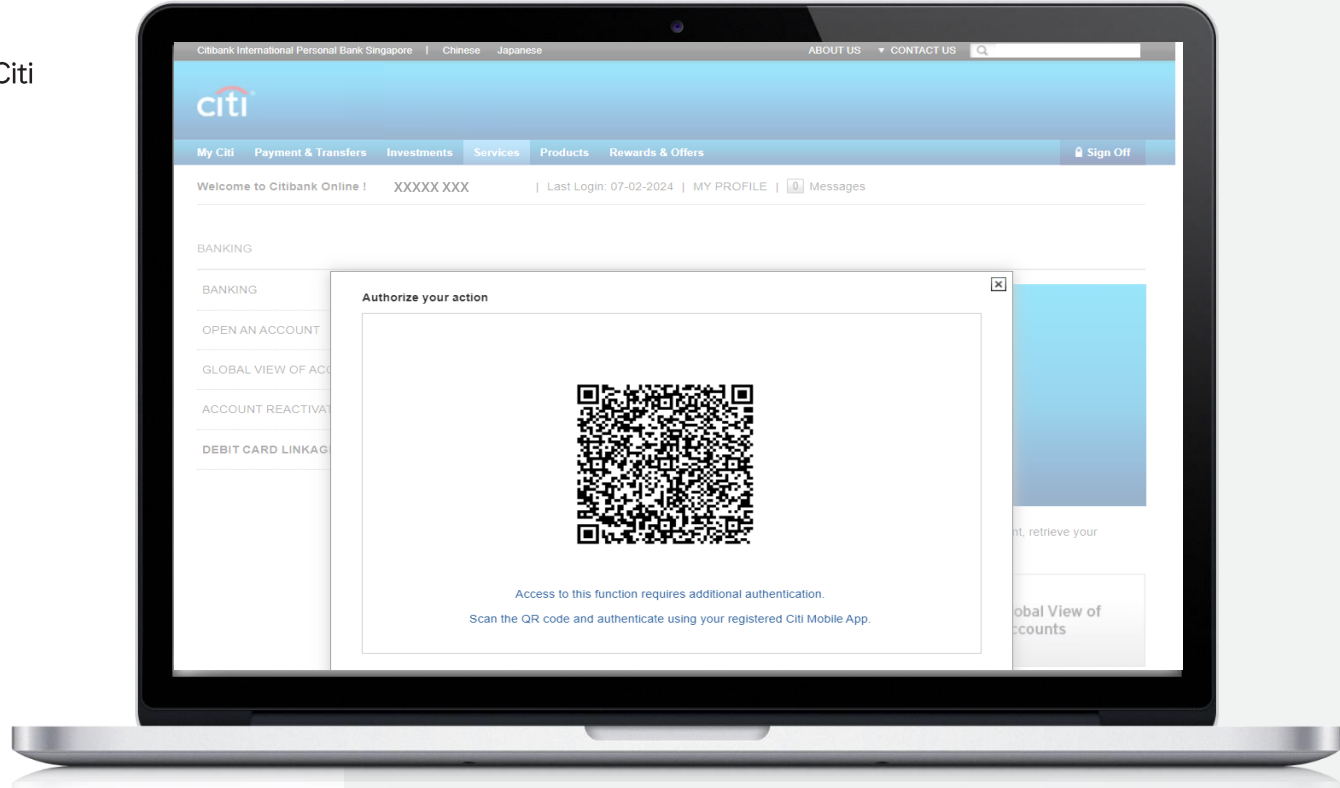 Citi
Citibank International Personal Bank Singapore | Chinese Japanese ABOUT US ▼ CONTACT US
citi
My Citi Payment & Transfers Investments Services Products Rewards & Offers Sign Off
Welcome to Citibank Online ! XXXXX XXX | Last Login: 07-02-2024 | MY PROFILE | 0 Messages
BANKING
BANKING
OPEN AN ACCOUNT
GLOBAL VIEW OF ACC
ACCOUNT REACTIVAT
DEBIT CARD LINKAG
Authorize your action
Access to this function requires additional authentication.
Scan the QR code and authenticate using your registered Citi Mobile App.
nt, retrieve your
obal View of
ccounts